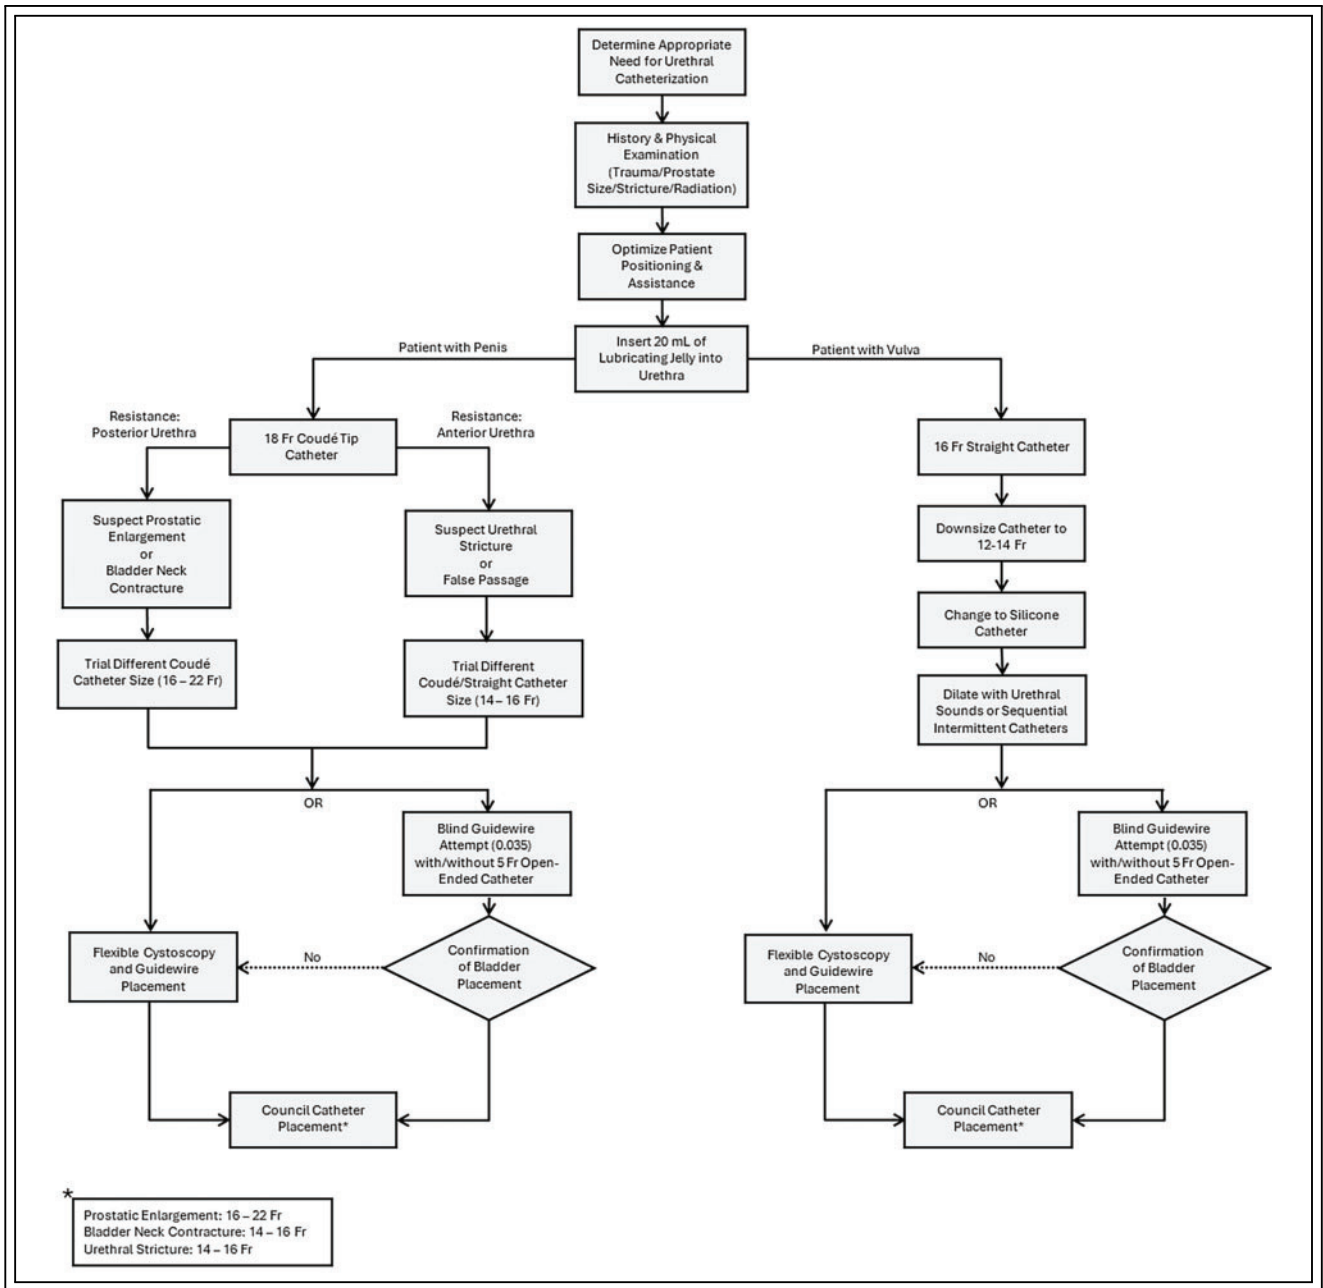 Determine Appropriate
Need for Urethral
Catheterization
History & Physical
Examination
(Trauma/Prostate
Size/Stricture/Radiation)
Optimize Patient
Positioning &
Assistance
Insert 20 mL of
Lubricating Jelly into
Urethra
Patient with Penis
Patient with Vulva
Resistance:
Posterior Urethra
18 Fr Coudé Tip
Catheter
Resistance:
Anterior Urethra
Suspect Prostatic
Enlargement
or
Bladder Neck
Contracture
Suspect Urethral
Stricture
or
False Passage
Trial Different Coudé
Catheter Size (16 – 22 Fr)
Trial Different
Coudé/Straight Catheter
Size (14 – 16 Fr)
OR
Blind Guidewire
Attempt (0.035)
with/without 5 Fr Open-
Ended Catheter
Flexible Cystoscopy
and Guidewire
Placement
No
Confirmation
of Bladder
Placement
Council Catheter
Placement*
16 Fr Straight Catheter
Downsize Catheter to
12-14 Fr
Change to Silicone
Catheter
Dilate with Urethral
Sounds or Sequential
Intermittent Catheters
OR
Blind Guidewire
Attempt (0.035)
with/without 5 Fr Open-
Ended Catheter
Flexible Cystoscopy
and Guidewire
Placement
No
Confirmation
of Bladder
Placement
Council Catheter
Placement*
*
Prostatic Enlargement: 16 – 22 Fr
Bladder Neck Contracture: 14 – 16 Fr
Urethral Stricture: 14 – 16 Fr